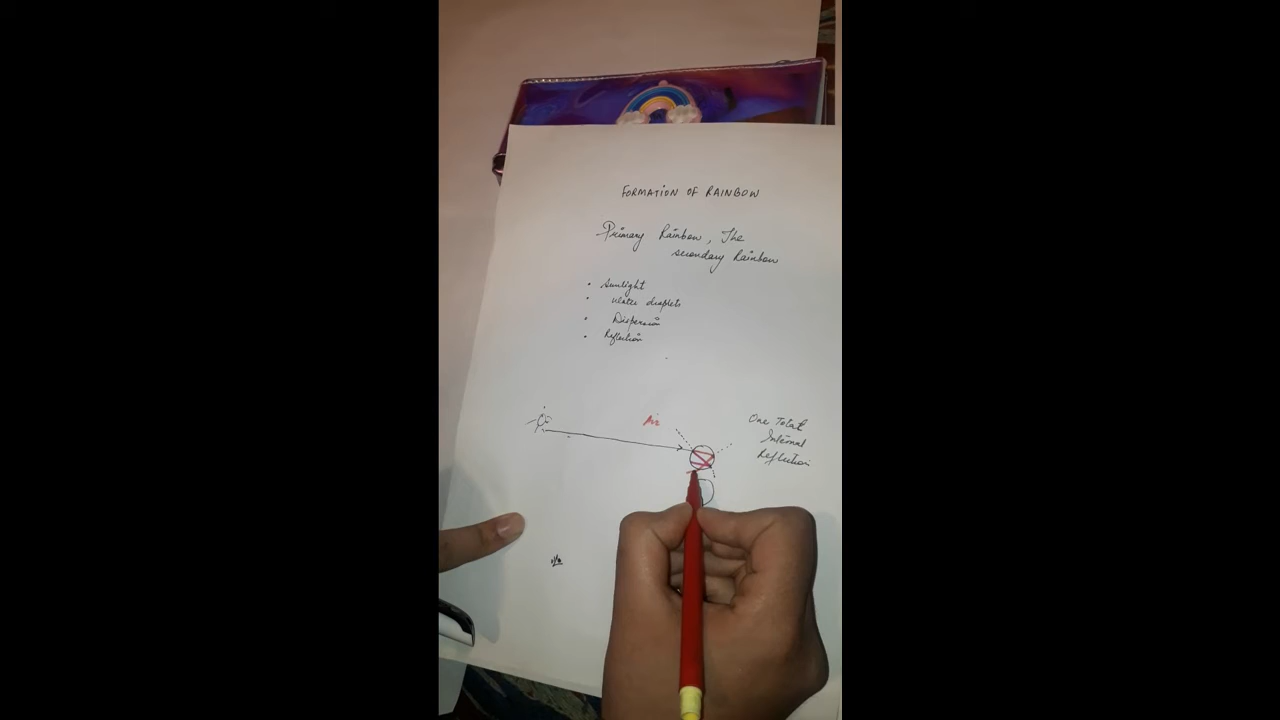 FORMATION OF RAINBOW
Primary Rainbow, The
secondary Rainbow
• Sunlight
• Water droplets
• Dispersion
• Reflection
Air
One Total
Internal
Reflection